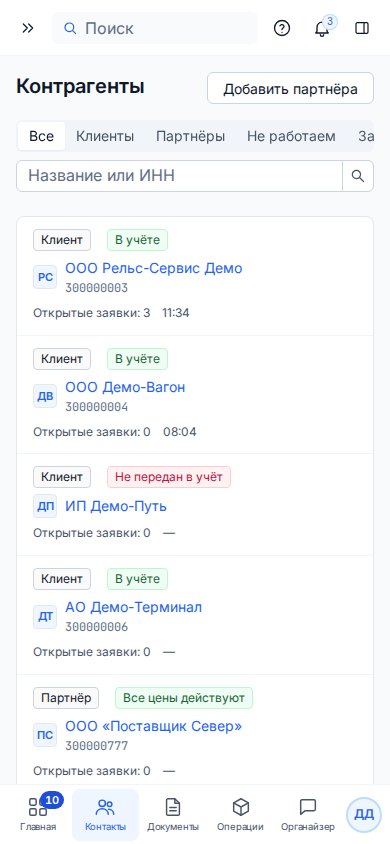 Поиск
3
Контрагенты
Добавить партнёра
Все Клиенты Партнёры Не работаем За
Название или ИНН
Клиент В учёте
РС ООО Рельс-Сервис Демо
300000003
Открытые заявки: 3 11:34
Клиент В учёте
ДВ ООО Демо-Вагон
300000004
Открытые заявки: 0 08:04
Клиент Не передан в учёт
ДП ИП Демо-Путь
Открытые заявки: 0 —
Клиент В учёте
ДТ АО Демо-Терминал
300000006
Открытые заявки: 0 —
Партнёр Все цены действуют
ПС ООО «Поставщик Север»
300000777
Открытые заявки: 0 —
10
Главная Контакты Документы Операции Органайзер ДД